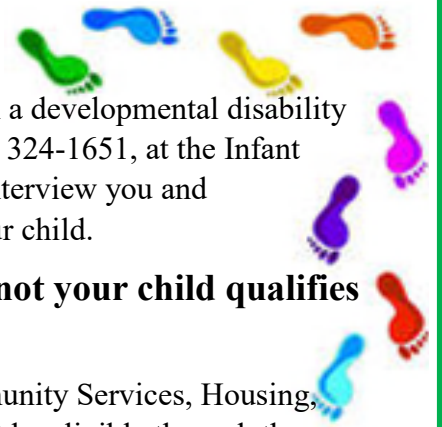 a developmental disability
324-1651, at the Infant
terview you and
r child.
not your child qualifies
unity Services, Housing,